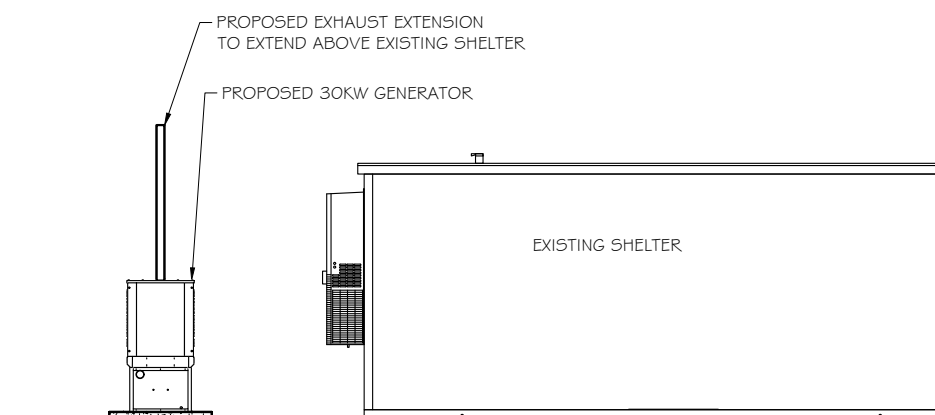 PROPOSED EXHAUST EXTENSION
TO EXTEND ABOVE EXISTING SHELTER
PROPOSED 30KW GENERATOR
EXISTING SHELTER